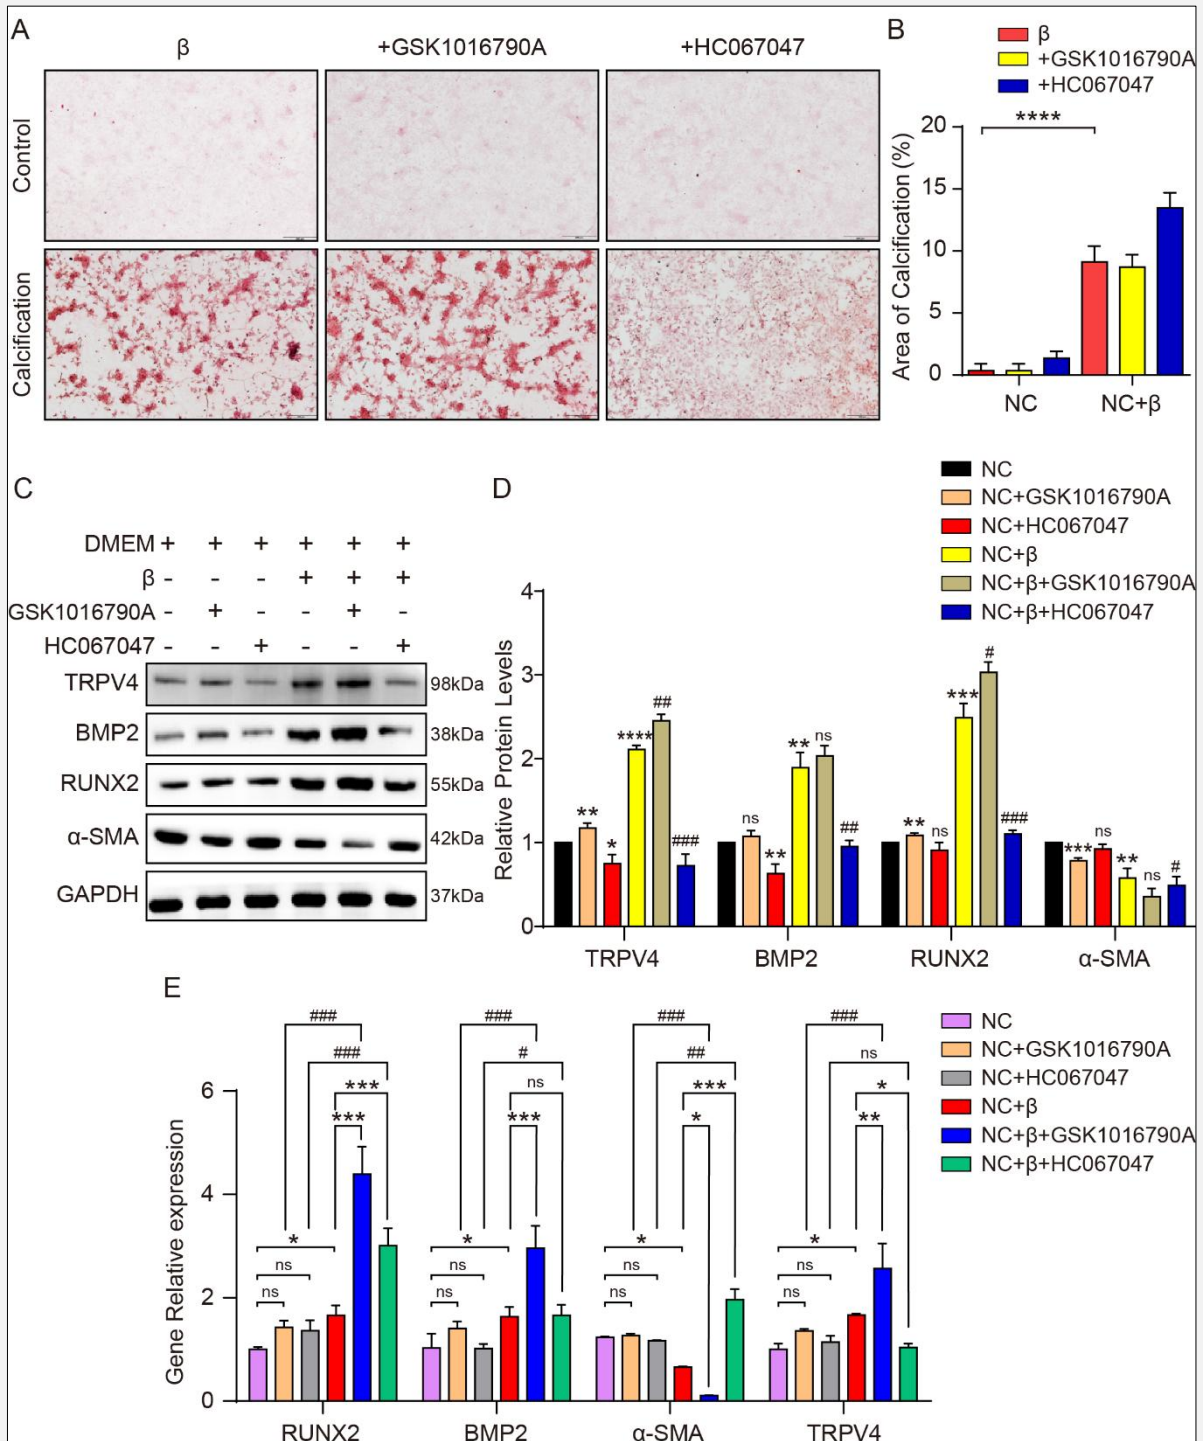 A
β
+GSK1016790A
+HC067047
Control
Calcification
B
β
+GSK1016790A
+HC067047
Area of Calcification (%)
20
15
10
5
0
****
NC
NC+β
C
DMEM + + + + + +
β - - - + + +
GSK1016790A - + - - + -
HC067047 - - + - - +
TRPV4 98kDa
BMP2 38kDa
RUNX2 55kDa
α-SMA 42kDa
GAPDH 37kDa
D
NC
NC+GSK1016790A
NC+HC067047
NC+β
NC+β+GSK1016790A
NC+β+HC067047
Relative Protein Levels
4
3
2
1
0
** * **** ## ###
ns ** ** ns ##
** ns *** # ###
*** ns ** ns #
TRPV4
BMP2
RUNX2
α-SMA
E
NC
NC+GSK1016790A
NC+HC067047
NC+β
NC+β+GSK1016790A
NC+β+HC067047
Gene Relative expression
6
4
2
0
###
###
***
***
*
ns
ns
###
#
ns
***
*
ns
ns
###
##
***
*
*
ns
ns
###
ns
*
**
*
ns
ns
RUNX2
BMP2
α-SMA
TRPV4